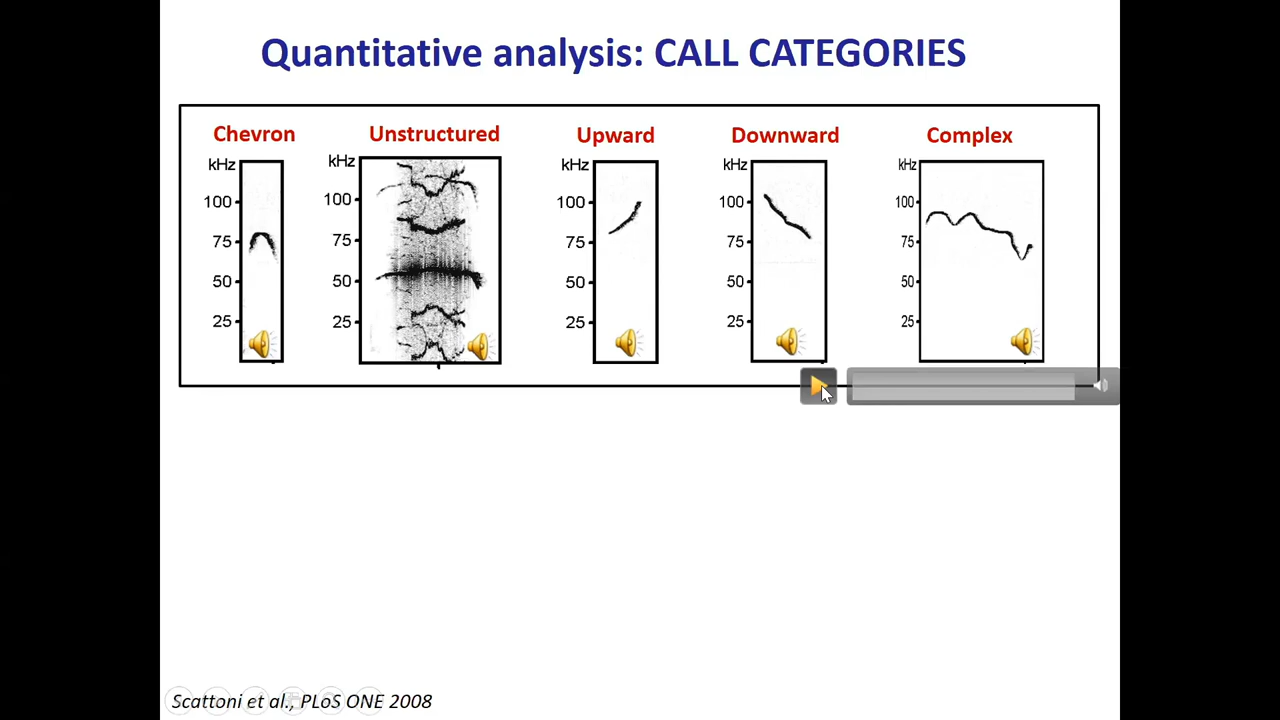 Quantitative analysis: CALL CATEGORIES
Chevron Unstructured Upward Downward Complex
kHz kHz kHz kHz kHz
100 100 100 100 100
75 75 75 75 75
50 50 50 50 50
25 25 25 25 25
Scattoni et al., PLoS ONE 2008